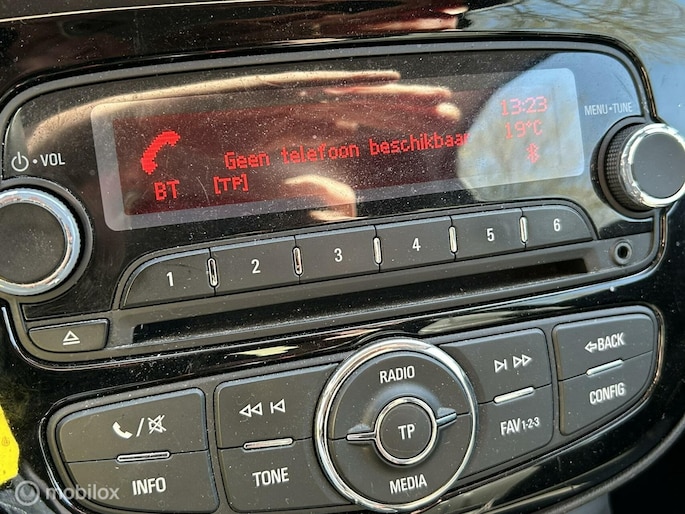 13:23
MENU•TUNE
19°C
•VOL
Geen telefoon beschikbaar
BT [TP]
1 2 3 4 5 6
RADIO
BACK
CONFIG
TP
FAV1-2-3
INFO
TONE
MEDIA
mobilox